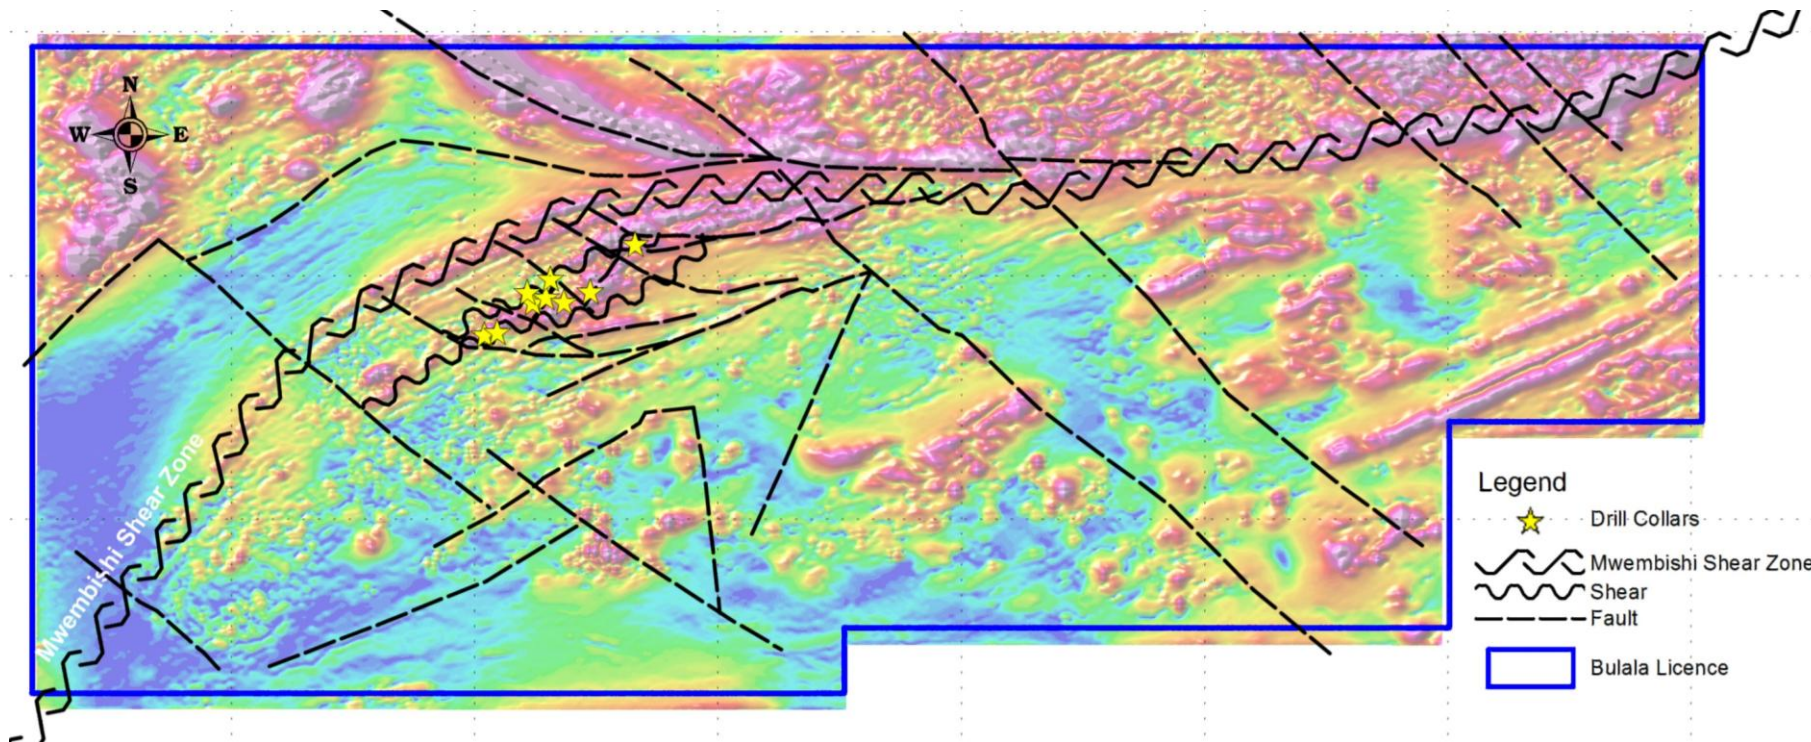 N
W E
S
Mwembishi Shear Zone
Legend
Drill Collars
Mwembishi Shear Zone
Shear
Fault
Bulala Licence